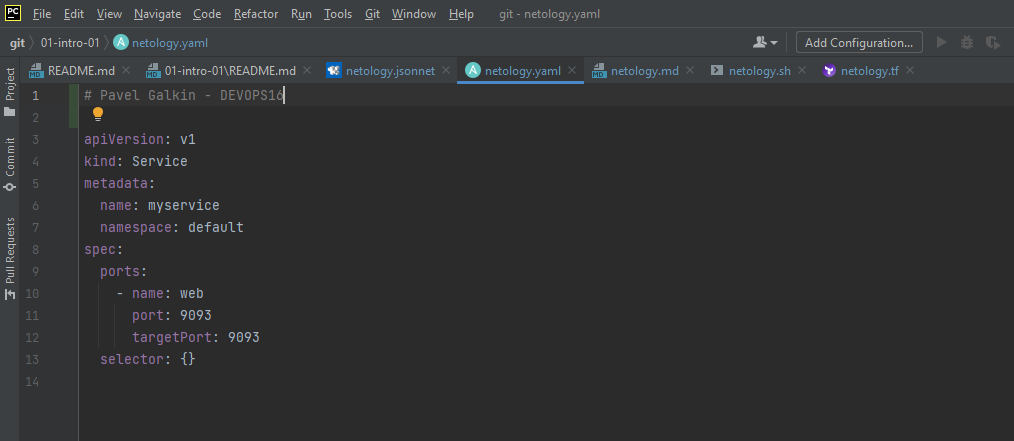 PC File Edit View Navigate Code Refactor Run Tools Git Window Help git - netology.yaml
git 01-intro-01 netology.yaml Add Configuration...
README.md 01-intro-01\README.md netology.jsonnet netology.yaml netology.md netology.sh netology.tf
Project
Commit
Pull Requests
1 # Pavel Galkin - DEVOPS16
2
3 apiVersion: v1
4 kind: Service
5 metadata:
6   name: myservice
7   namespace: default
8 spec:
9   ports:
10     - name: web
11       port: 9093
12       targetPort: 9093
13   selector: {}
14